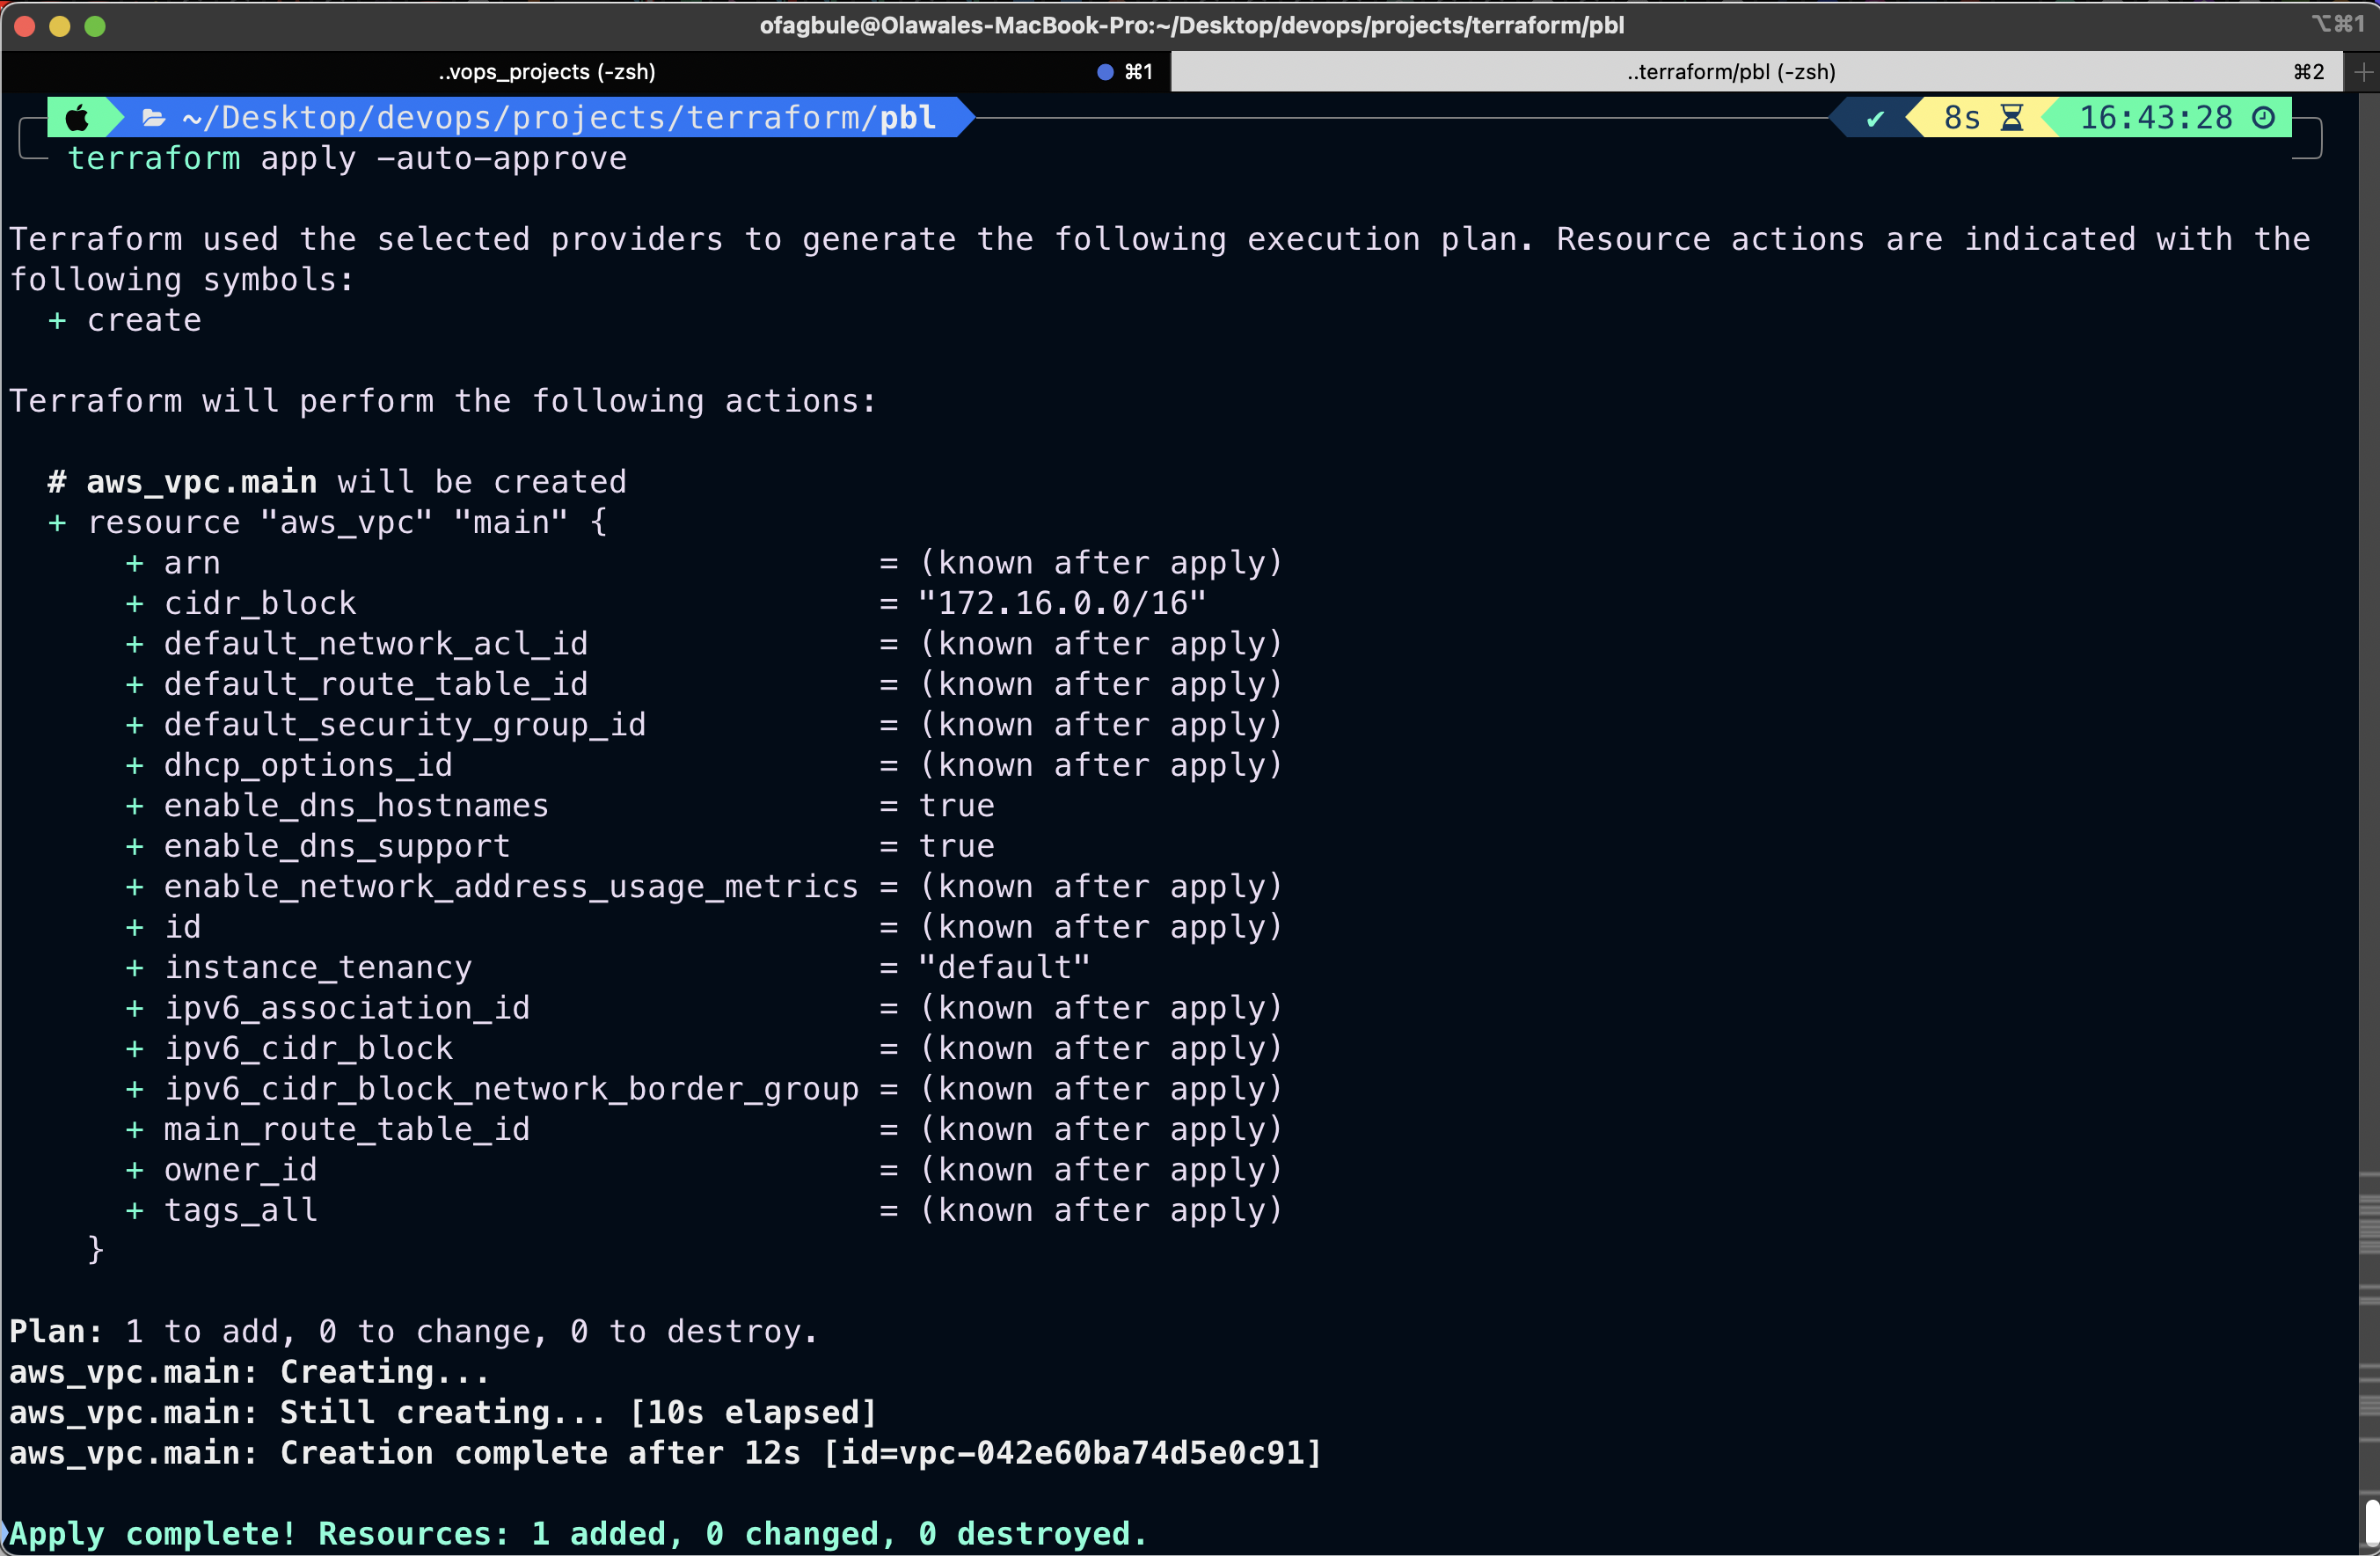 ofagbule@Olawales-MacBook-Pro:~/Desktop/devops/projects/terraform/pbl
⌥⌘1
..vops_projects (-zsh)
⌘1
..terraform/pbl (-zsh)
⌘2
~/Desktop/devops/projects/terraform/pbl
✔ 8s 16:43:28
terraform apply -auto-approve
Terraform used the selected providers to generate the following execution plan. Resource actions are indicated with the
following symbols:
  + create
Terraform will perform the following actions:
  # aws_vpc.main will be created
  + resource "aws_vpc" "main" {
      + arn                                  = (known after apply)
      + cidr_block                           = "172.16.0.0/16"
      + default_network_acl_id               = (known after apply)
      + default_route_table_id               = (known after apply)
      + default_security_group_id            = (known after apply)
      + dhcp_options_id                      = (known after apply)
      + enable_dns_hostnames                 = true
      + enable_dns_support                   = true
      + enable_network_address_usage_metrics = (known after apply)
      + id                                   = (known after apply)
      + instance_tenancy                     = "default"
      + ipv6_association_id                  = (known after apply)
      + ipv6_cidr_block                      = (known after apply)
      + ipv6_cidr_block_network_border_group = (known after apply)
      + main_route_table_id                  = (known after apply)
      + owner_id                             = (known after apply)
      + tags_all                             = (known after apply)
    }
Plan: 1 to add, 0 to change, 0 to destroy.
aws_vpc.main: Creating...
aws_vpc.main: Still creating... [10s elapsed]
aws_vpc.main: Creation complete after 12s [id=vpc-042e60ba74d5e0c91]
Apply complete! Resources: 1 added, 0 changed, 0 destroyed.